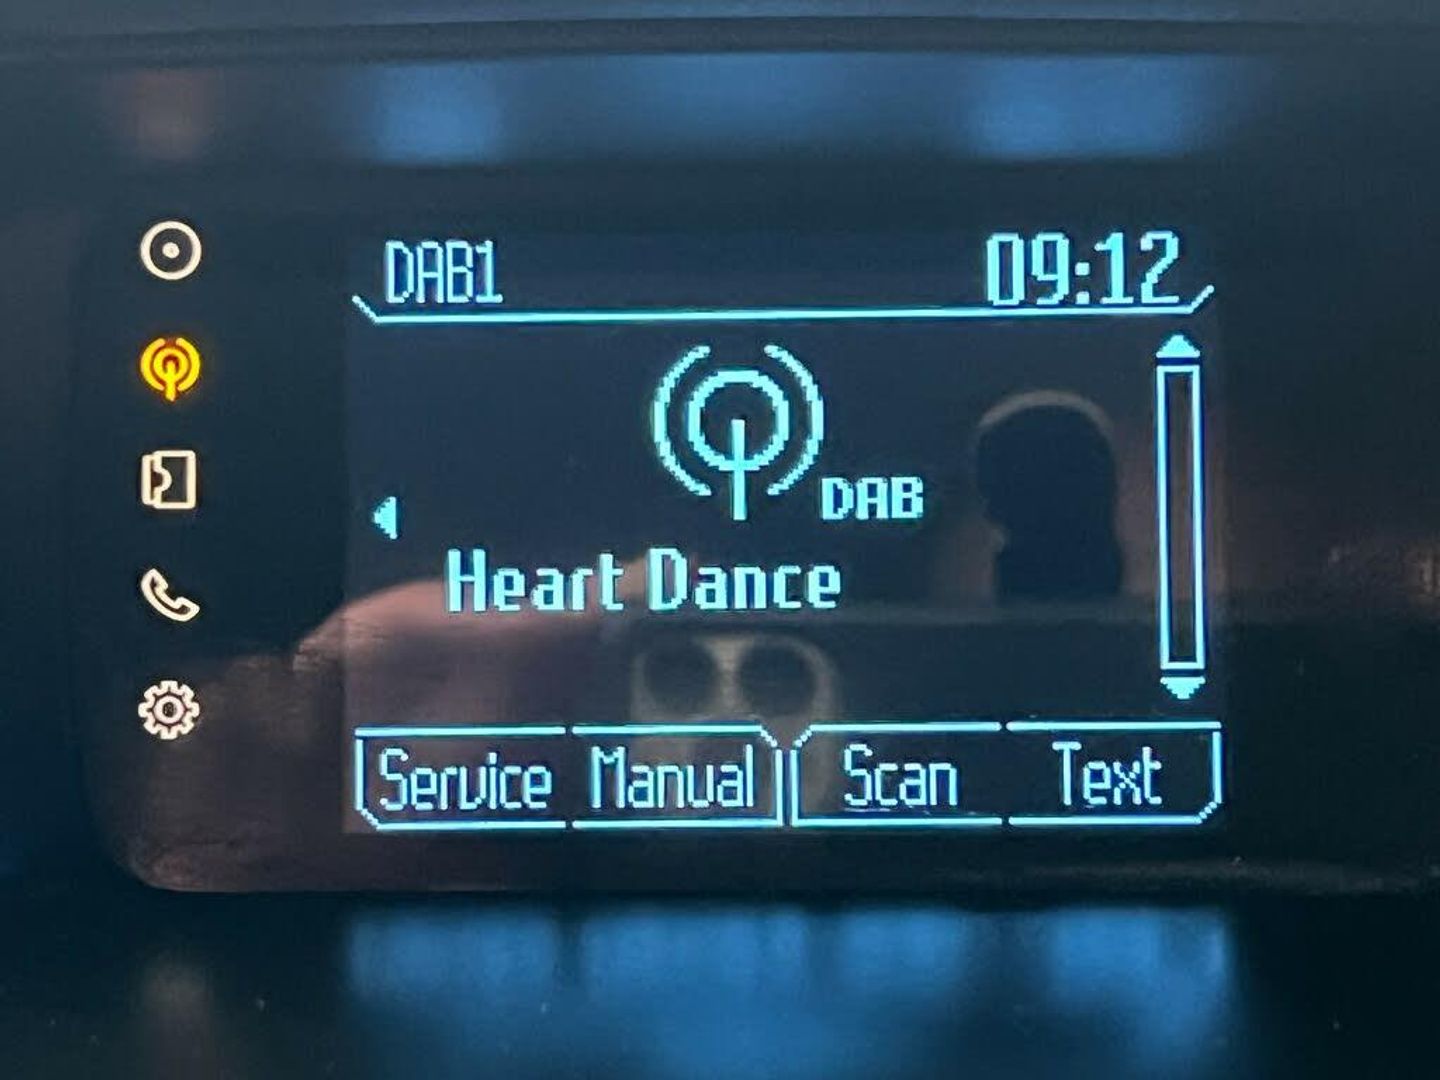 DAB1 09:12
DAB
Heart Dance
Service Manual Scan Text